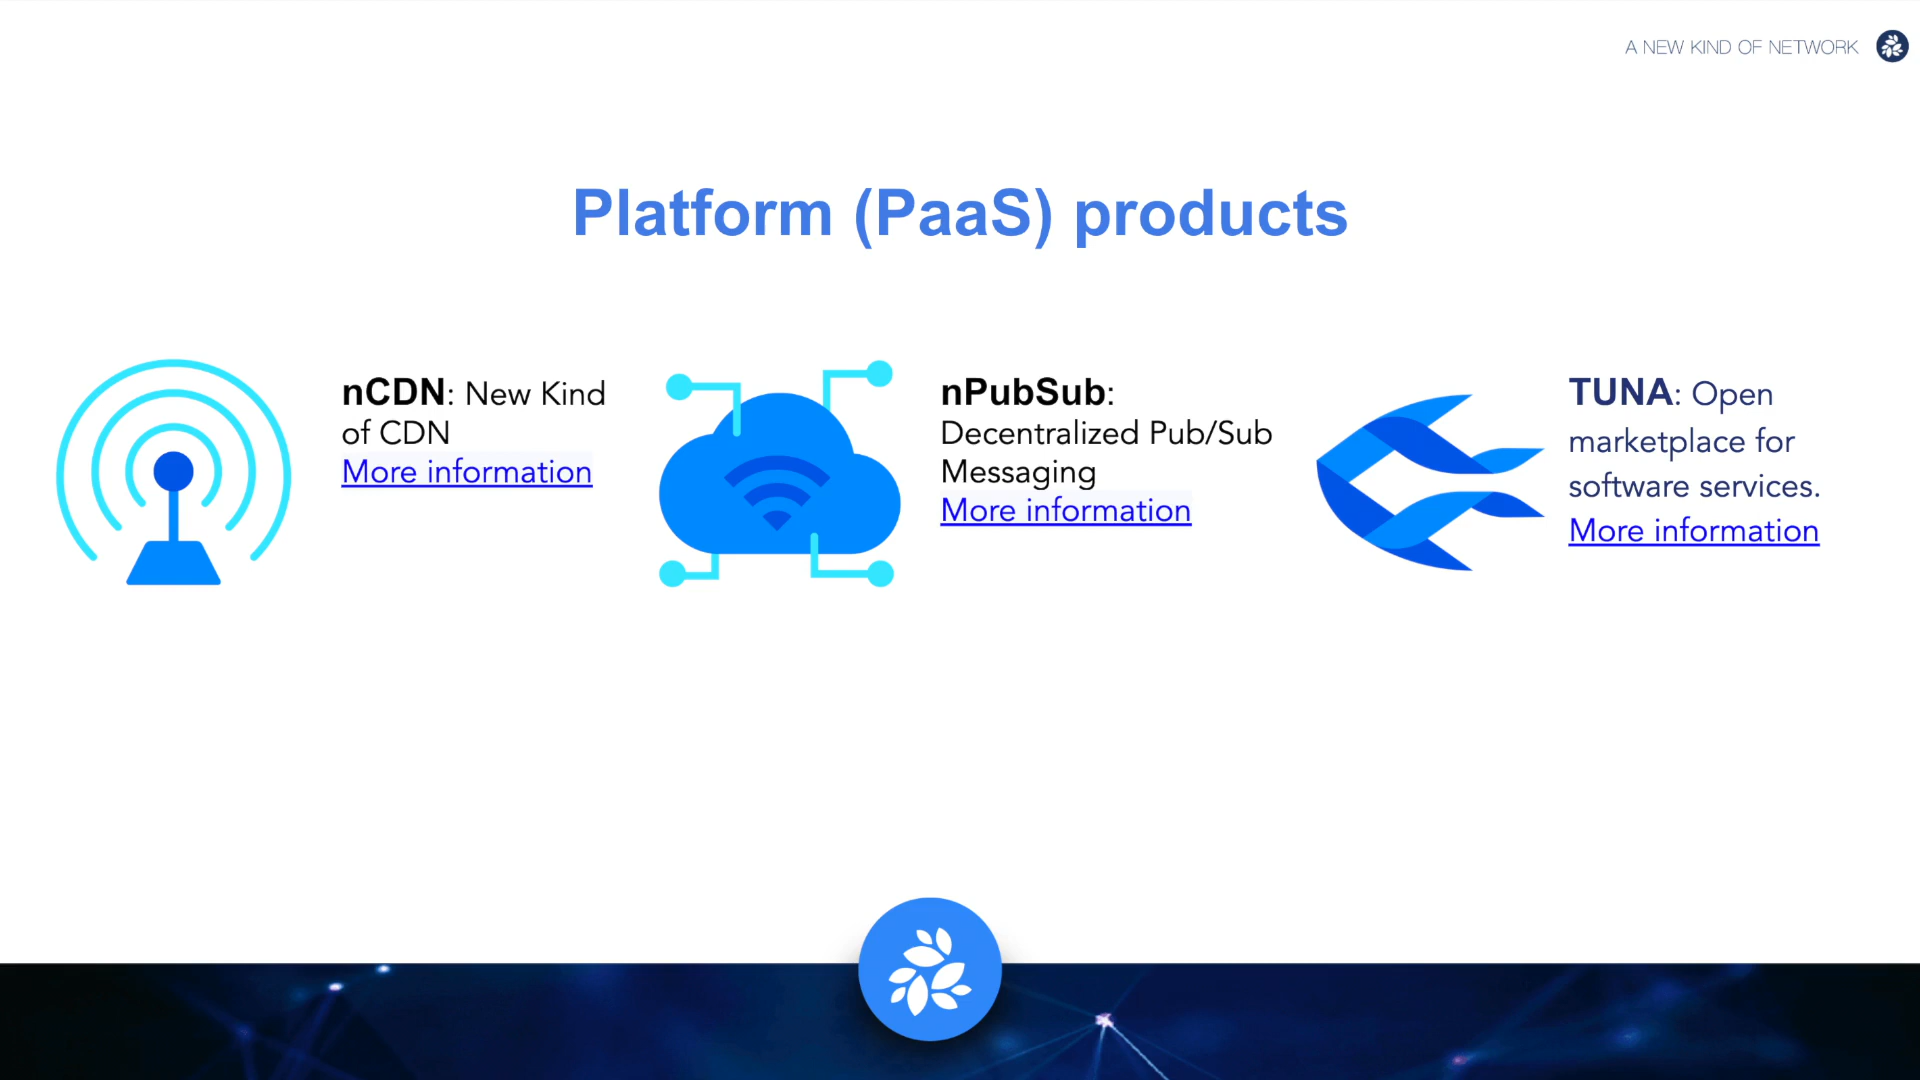 A NEW KIND OF NETWORK
Platform (PaaS) products
nCDN: New Kind
of CDN
More information
nPubSub:
Decentralized Pub/Sub
Messaging
More information
TUNA: Open
marketplace for
software services.
More information